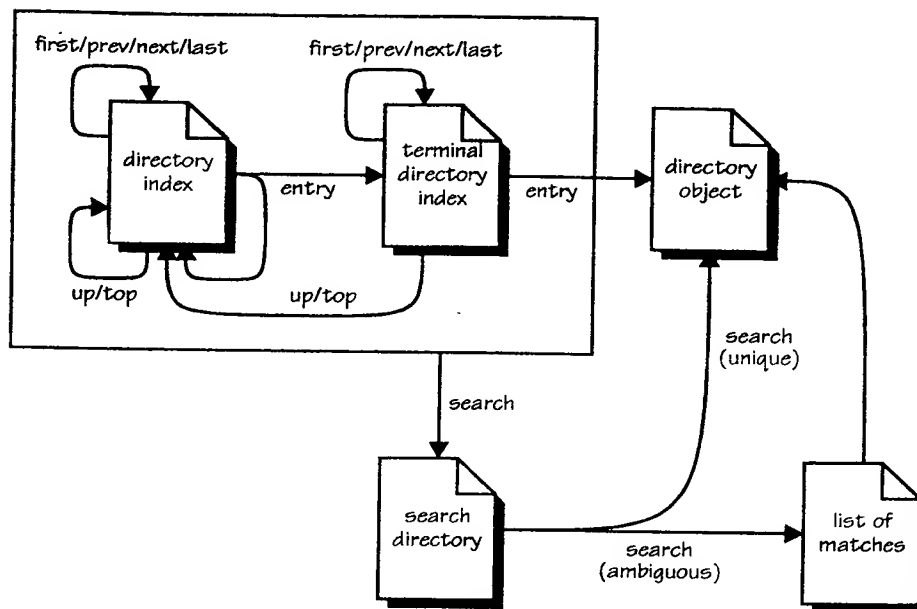 first/prev/next/last
first/prev/next/last
directory
index
entry
terminal
directory
index
entry
directory
object
up/top
up/top
search
(unique)
search
search
directory
search
(ambiguous)
list of
matches